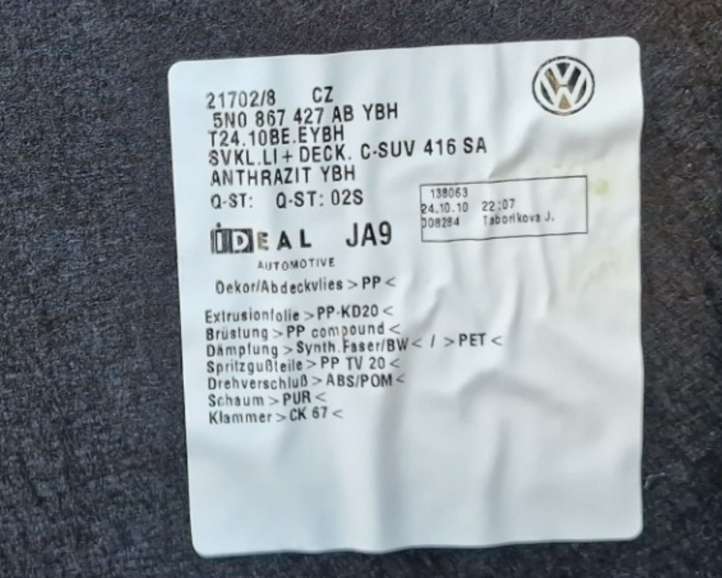 21702/8 CZ
5N0 867 427 AB YBH
T24.10BE.EYBH
SVKL.LI+ DECK. C-SUV 416 SA
ANTHRAZIT YBH
Q-ST: Q-ST: 02S
138063
24.10.10 22:07
008284 Taborikova J.
IDEAL JA9
AUTOMOTIVE
Dekor/Abdeckvlies >PP<
Extrusionfolie >PP-KD20<
Brüstung >PP compound<
Dämpfung >Synth.Faser/BW< / >PET<
Spritzgußteile >PP TV 20<
Drehverschluß >ABS/POM<
Schaum >PUR<
Klammer >CK 67<